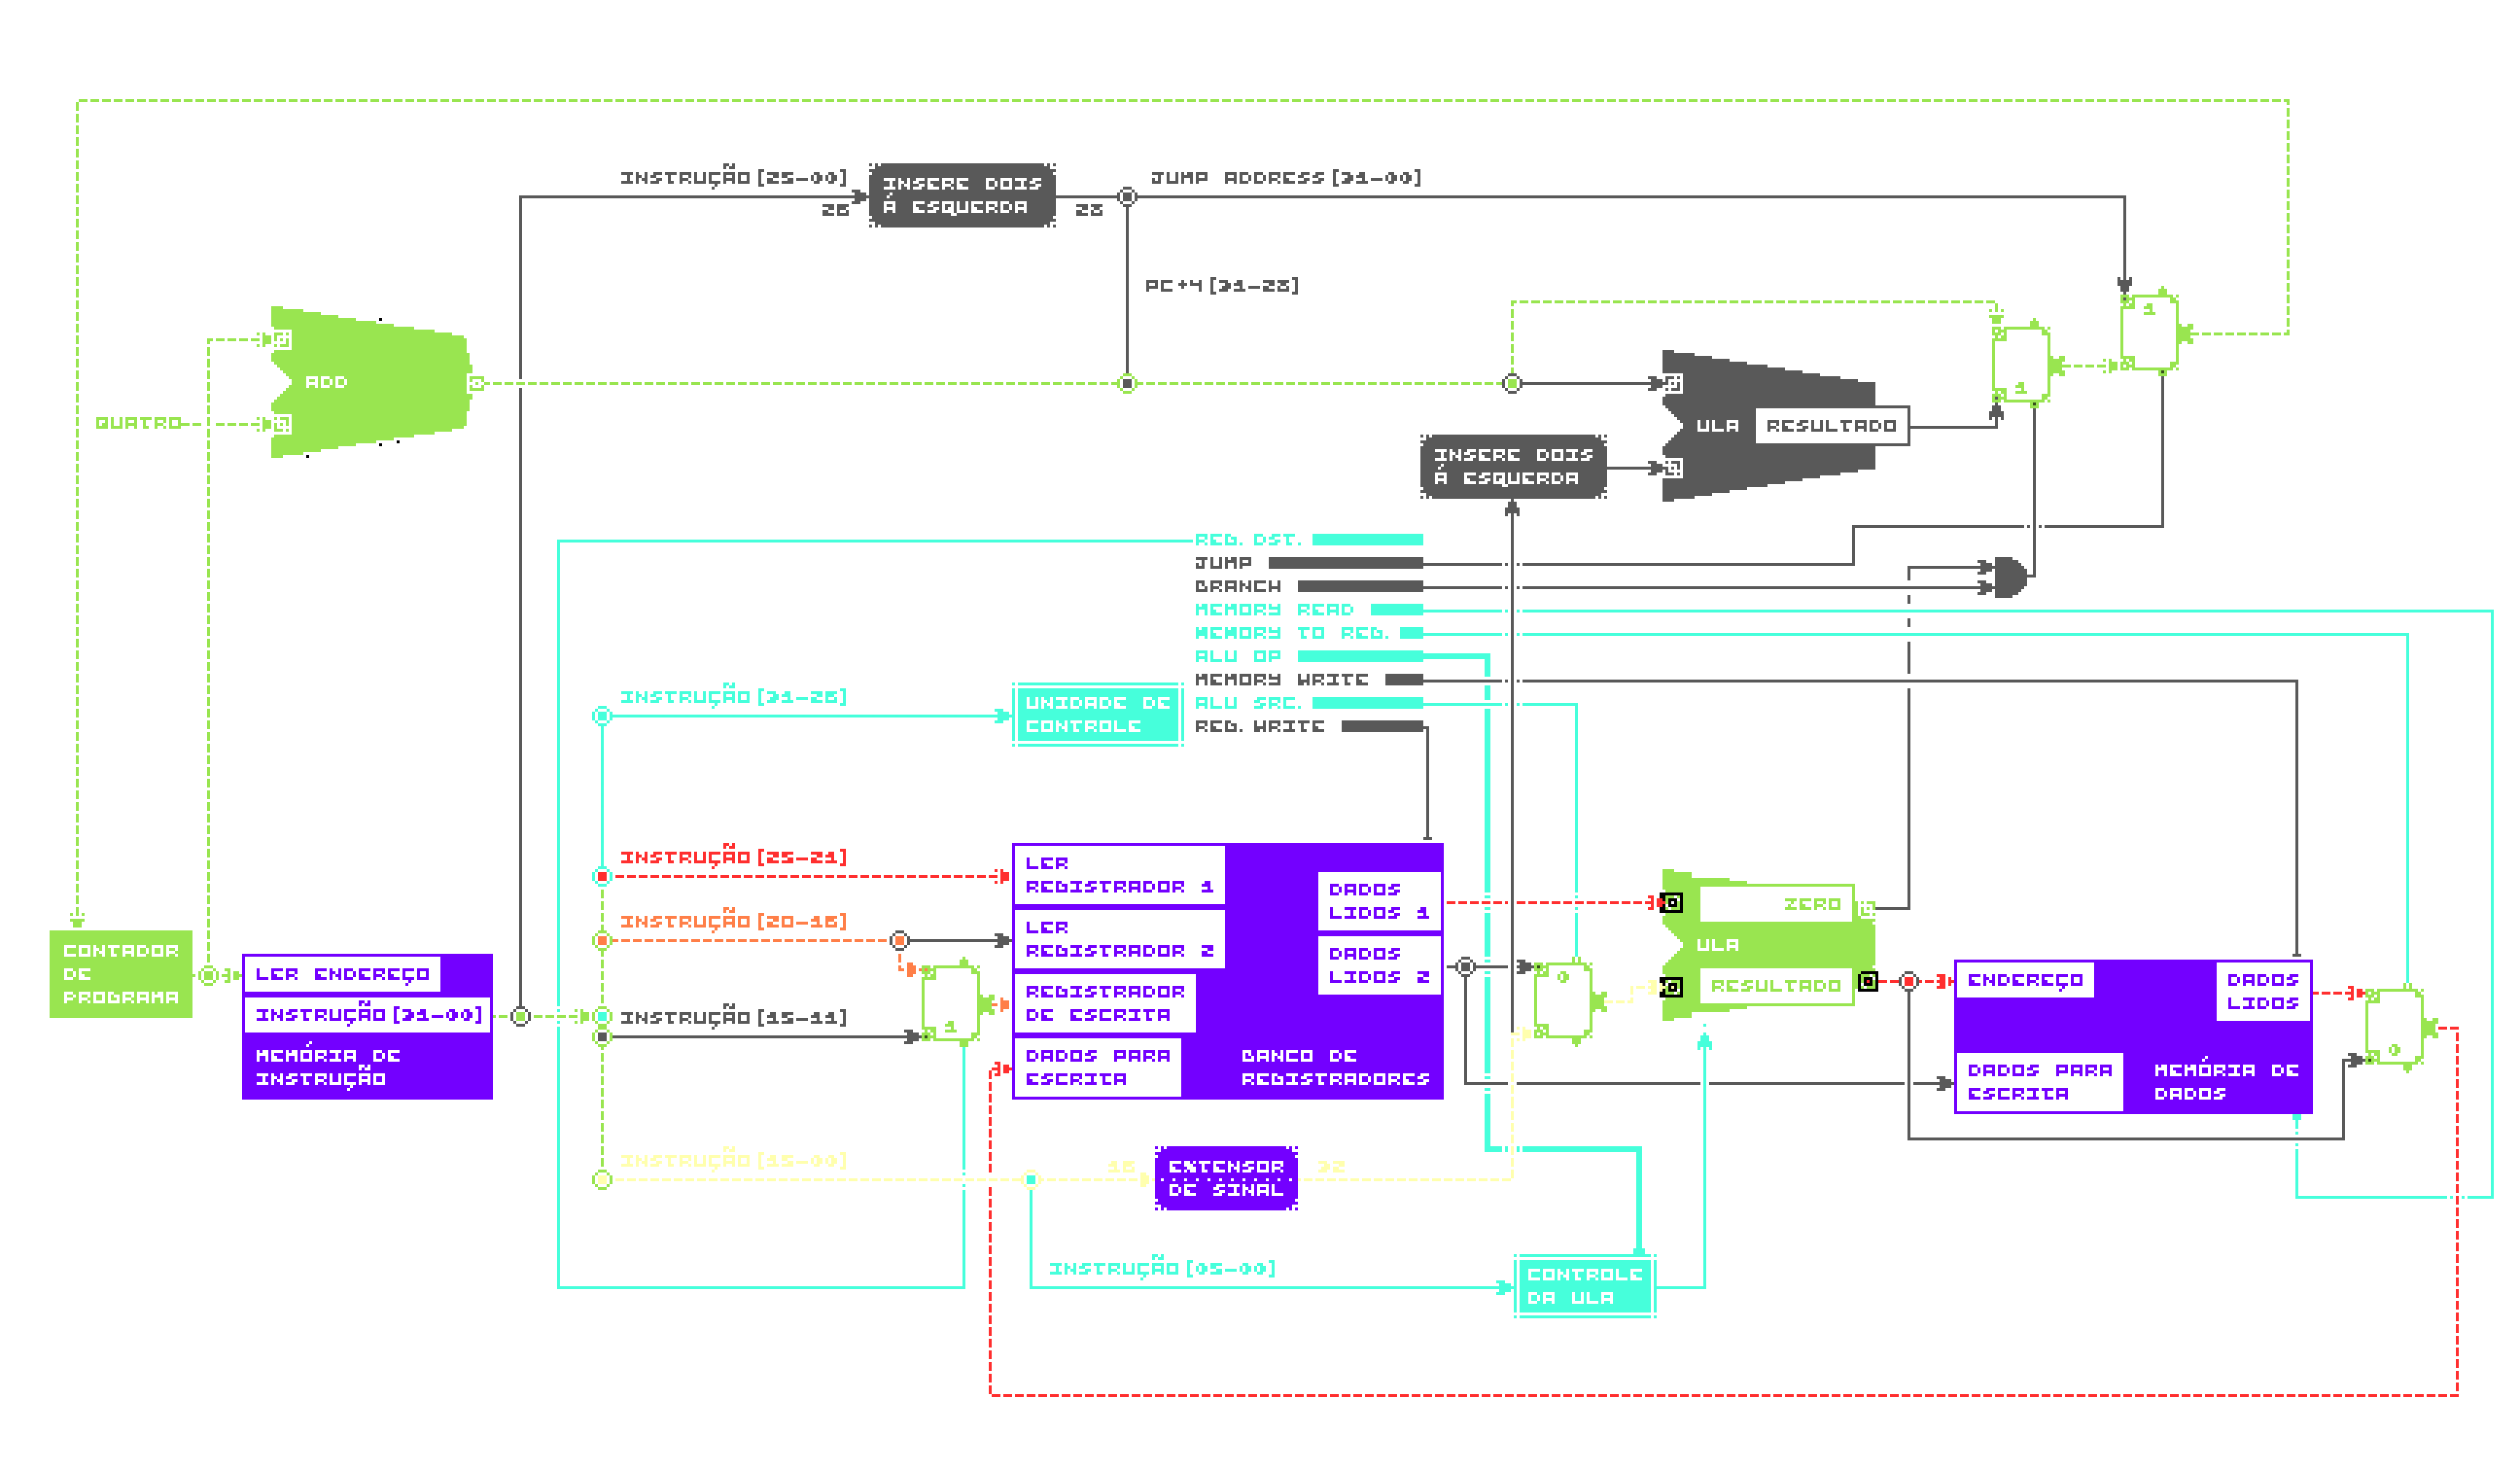 INSTRUÇÃO [25-00]
26
INSERE DOIS
Á ESQUERDA
28
JUMP ADDRESS [31-00]
PC+4 [31-28]
1
1
ADD
QUATRO
ULA
RESULTADO
INSERE DOIS
Á ESQUERDA
REG. DST.
JUMP
BRANCH
MEMORY READ
MEMORY TO REG.
ALU OP
MEMORY WRITE
ALU SRC.
REG. WRITE
INSTRUÇÃO [31-26]
UNIDADE DE
CONTROLE
INSTRUÇÃO [25-21]
INSTRUÇÃO [20-16]
INSTRUÇÃO [15-11]
1
CONTADOR
DE
PROGRAMA
LER ENDEREÇO
INSTRUÇÃO [31-00]
MEMÓRIA DE
INSTRUÇÃO
LER
REGISTRADOR 1
LER
REGISTRADOR 2
REGISTRADOR
DE ESCRITA
DADOS PARA
ESCRITA
DADOS
LIDOS 1
DADOS
LIDOS 2
BANCO DE
REGISTRADORES
0
ZERO
ULA
RESULTADO
ENDEREÇO
DADOS
LIDOS
DADOS PARA
ESCRITA
MEMÓRIA DE
DADOS
0
INSTRUÇÃO [15-00]
16
EXTENSOR
DE SINAL
32
INSTRUÇÃO [05-00]
CONTROLE
DA ULA